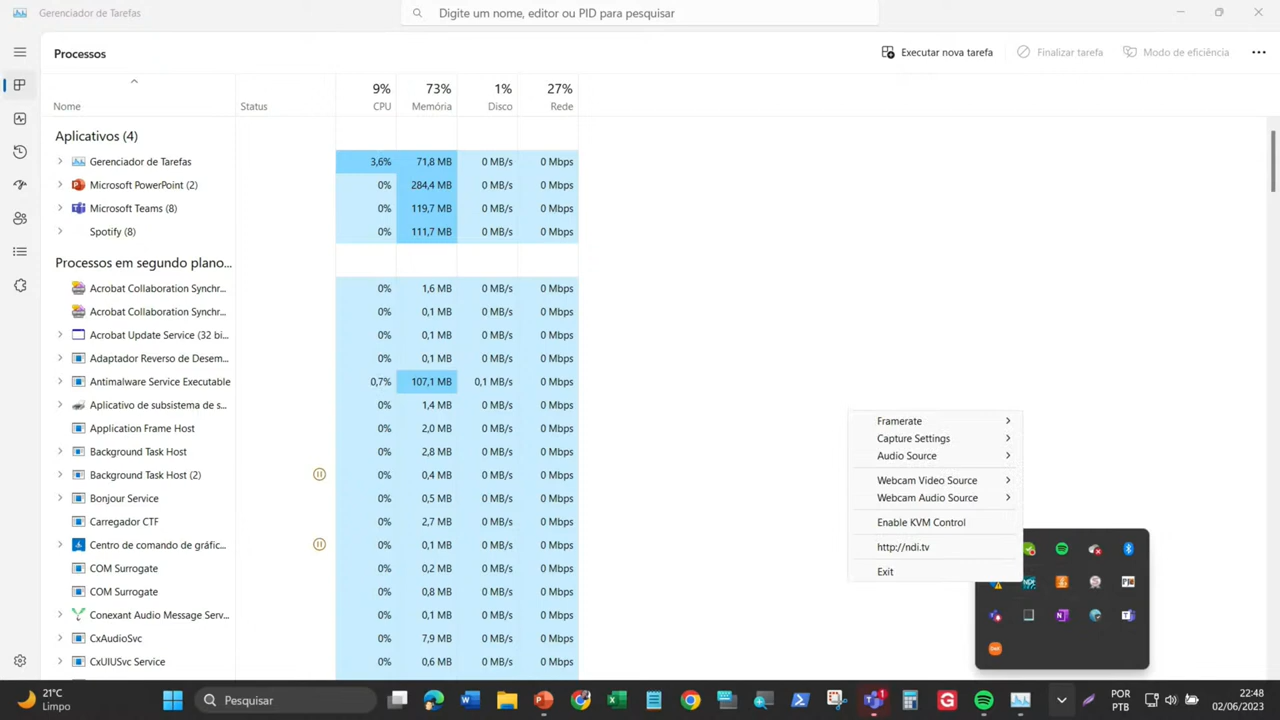 Gerenciador de Tarefas
Digite um nome, editor ou PID para pesquisar
Processos
Executar nova tarefa
Finalizar tarefa
Modo de eficiência
9% 73% 1% 27%
Nome Status CPU Memória Disco Rede
Aplicativos (4)
Gerenciador de Tarefas 3,6% 71,8 MB 0 MB/s 0 Mbps
Microsoft PowerPoint (2) 0% 284,4 MB 0 MB/s 0 Mbps
Microsoft Teams (8) 0% 119,7 MB 0 MB/s 0 Mbps
Spotify (8) 0% 111,7 MB 0 MB/s 0 Mbps
Processos em segundo plano...
Acrobat Collaboration Synchr... 0% 1,6 MB 0 MB/s 0 Mbps
Acrobat Collaboration Synchr... 0% 0,1 MB 0 MB/s 0 Mbps
Acrobat Update Service (32 bi... 0% 0,1 MB 0 MB/s 0 Mbps
Adaptador Reverso de Desem... 0% 0,1 MB 0 MB/s 0 Mbps
Antimalware Service Executable 0,7% 107,1 MB 0,1 MB/s 0 Mbps
Aplicativo de subsistema de s... 0% 1,4 MB 0 MB/s 0 Mbps
Application Frame Host 0% 2,0 MB 0 MB/s 0 Mbps
Background Task Host 0% 2,8 MB 0 MB/s 0 Mbps
Background Task Host (2) 0% 0,4 MB 0 MB/s 0 Mbps
Bonjour Service 0% 0,5 MB 0 MB/s 0 Mbps
Carregador CTF 0% 2,7 MB 0 MB/s 0 Mbps
Centro de comando de gráfic... 0% 0,1 MB 0 MB/s 0 Mbps
COM Surrogate 0% 0,2 MB 0 MB/s 0 Mbps
COM Surrogate 0% 0,8 MB 0 MB/s 0 Mbps
Conexant Audio Message Serv... 0% 0,1 MB 0 MB/s 0 Mbps
CxAudioSvc 0% 7,9 MB 0 MB/s 0 Mbps
CxUIUSvc Service 0% 0,6 MB 0 MB/s 0 Mbps
Framerate
Capture Settings
Audio Source
Webcam Video Source
Webcam Audio Source
Enable KVM Control
http://ndi.tv
Exit
21°C
Limpo
Pesquisar
POR
PTB
22:48
02/06/2023